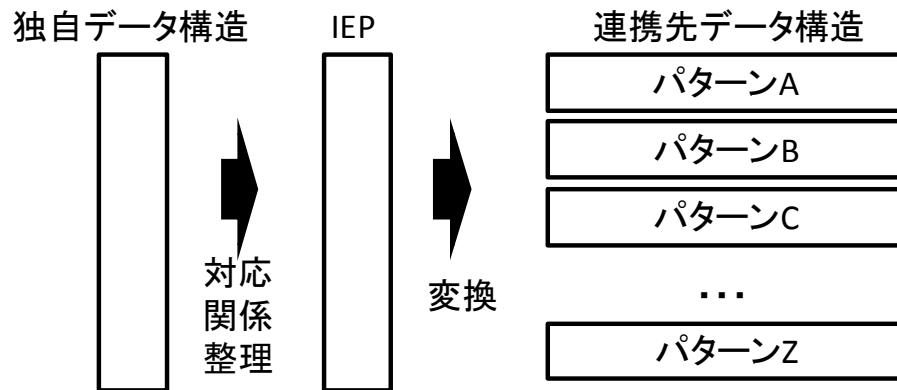 独自データ構造
IEP
連携先データ構造
パターンA
パターンB
パターンC
対応
関係
整理
変換
・・・
パターンZ